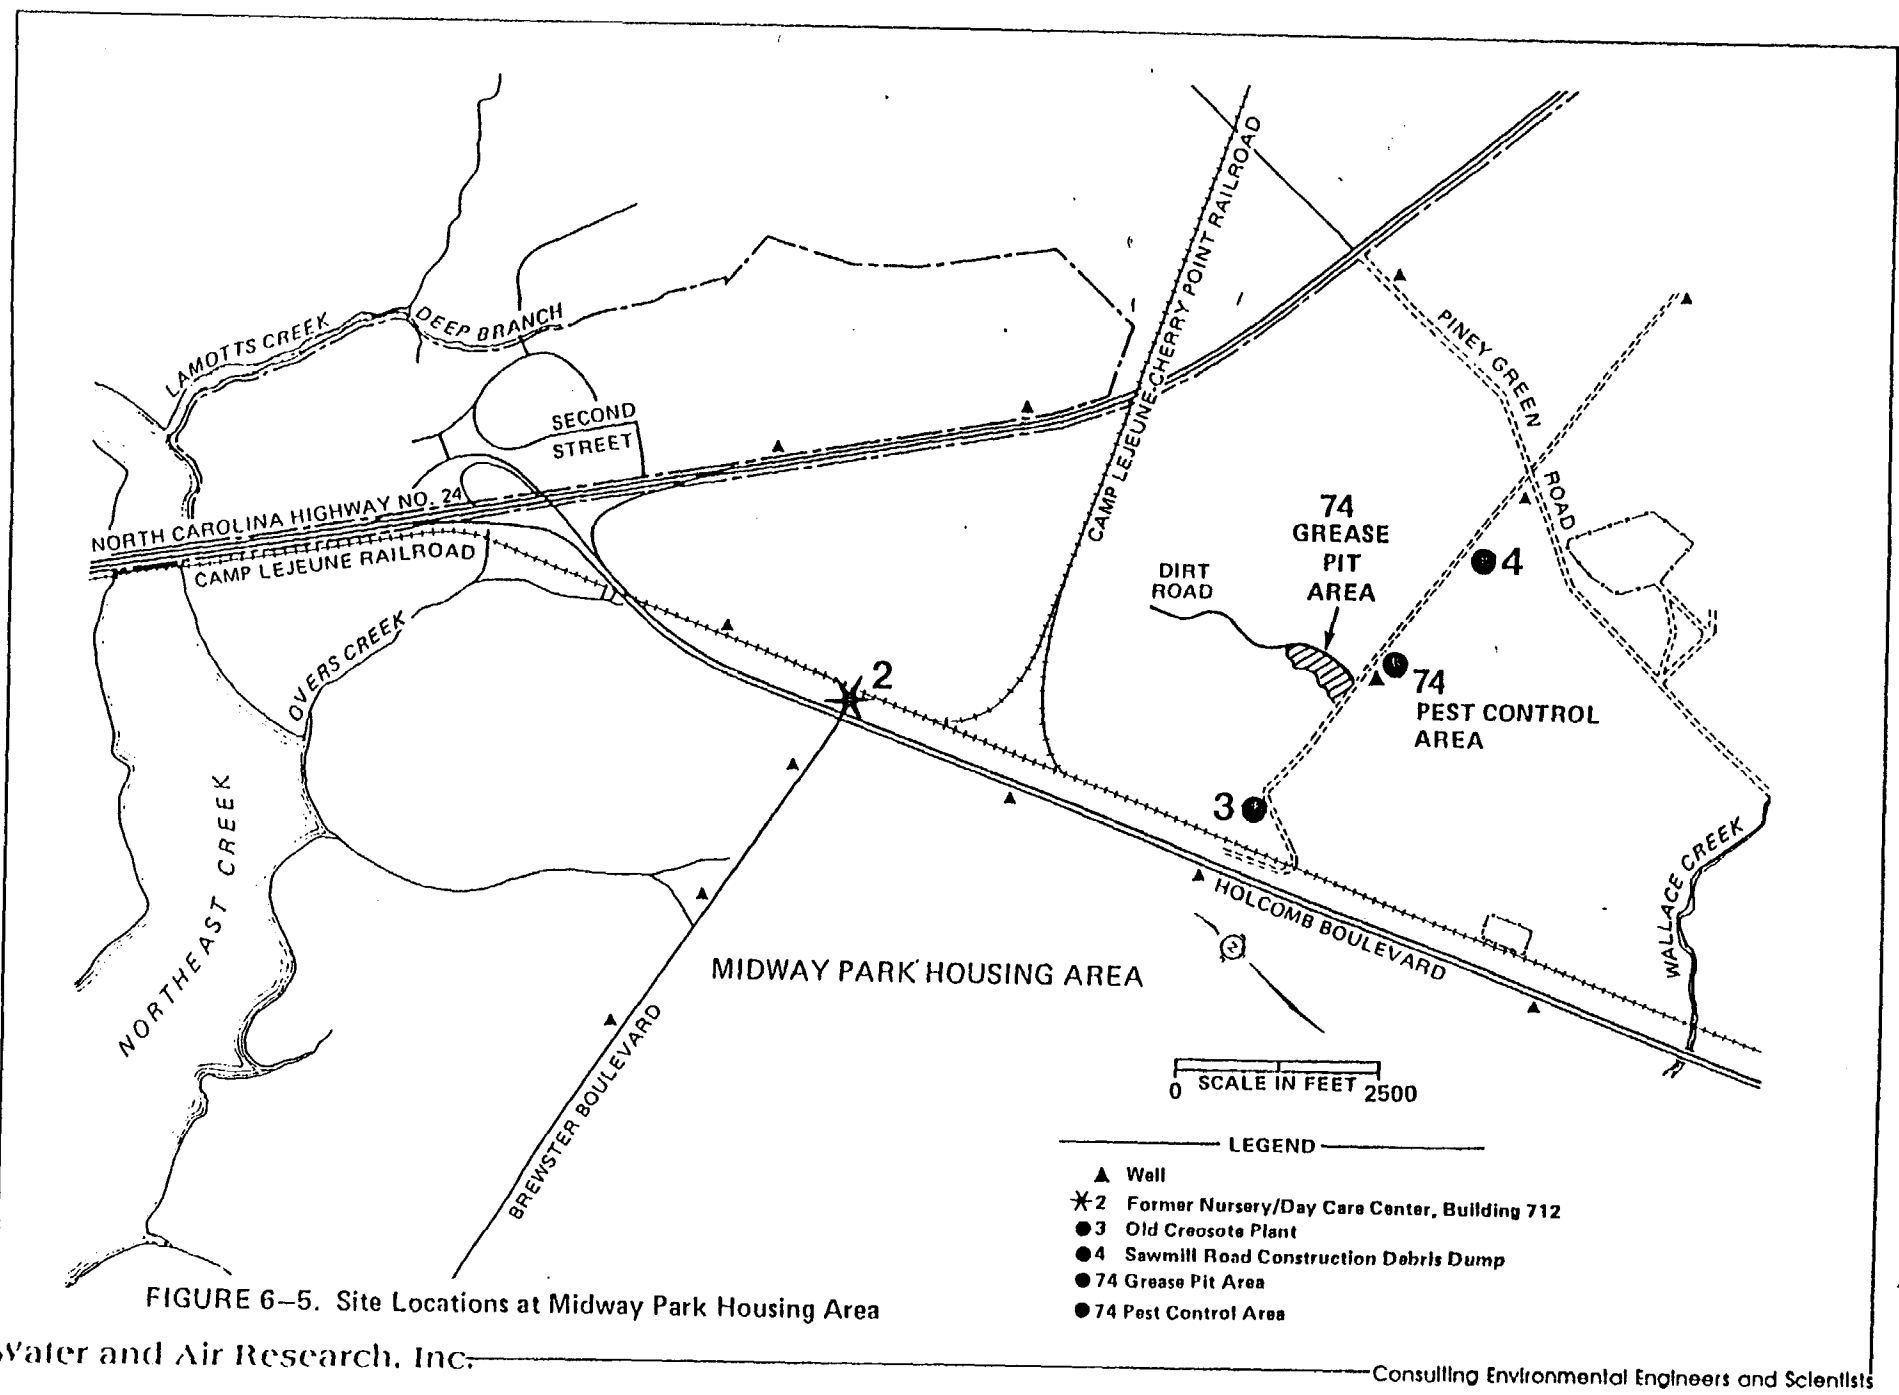 LAMOTTS CREEK
DEEP BRANCH
SECOND
STREET
NORTH CAROLINA HIGHWAY NO. 24
CAMP LEJEUNE RAILROAD
OVERS CREEK
NORTHEAST CREEK
CAMP LEJEUNE-CHERRY POINT RAILROAD
PINEY GREEN
ROAD
74
GREASE
PIT
AREA
DIRT
ROAD
4
2
74
PEST CONTROL
AREA
3
WALLACE CREEK
HOLCOMB BOULEVARD
MIDWAY PARK HOUSING AREA
BREWSTER BOULEVARD
N
SCALE IN FEET
0 2500
LEGEND
Well
2 Former Nursery/Day Care Center, Building 712
3 Old Creosote Plant
4 Sawmill Road Construction Debris Dump
74 Grease Pit Area
74 Pest Control Area
FIGURE 6-5. Site Locations at Midway Park Housing Area
Water and Air Research, Inc.
Consulting Environmental Engineers and Scientists